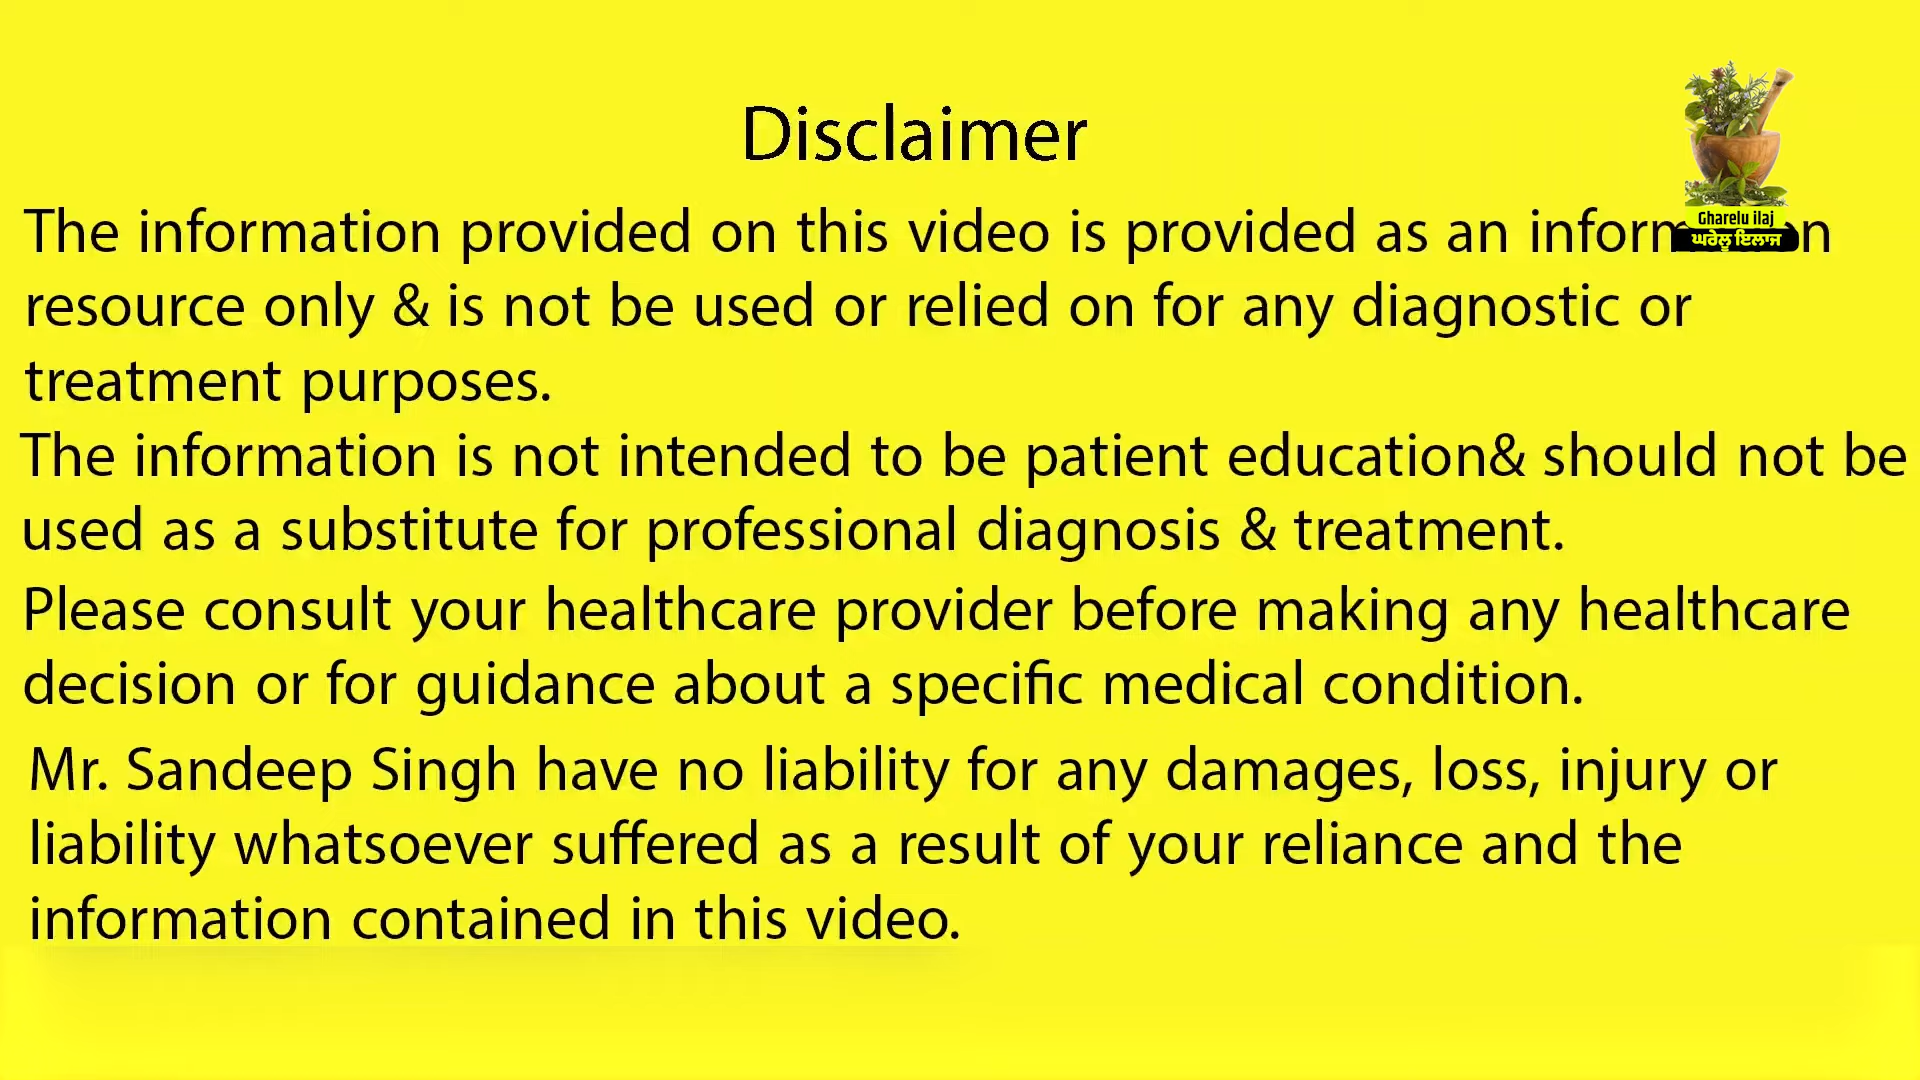 Disclaimer
The information provided on this video is provided as an
resource only & is not be used or relied on for any diagnostic or
treatment purposes.
The information is not intended to be patient education& should not be
used as a substitute for professional diagnosis & treatment.
Please consult your healthcare provider before making any healthcare
decision or for guidance about a specific medical condition.
Mr. Sandeep Singh have no liability for any damages, loss, injury or
liability whatsoever suffered as a result of your reliance and the
information contained in this video.
Gharelu ilaj
ਘਰੇਲੂ ਇਲਾਜ